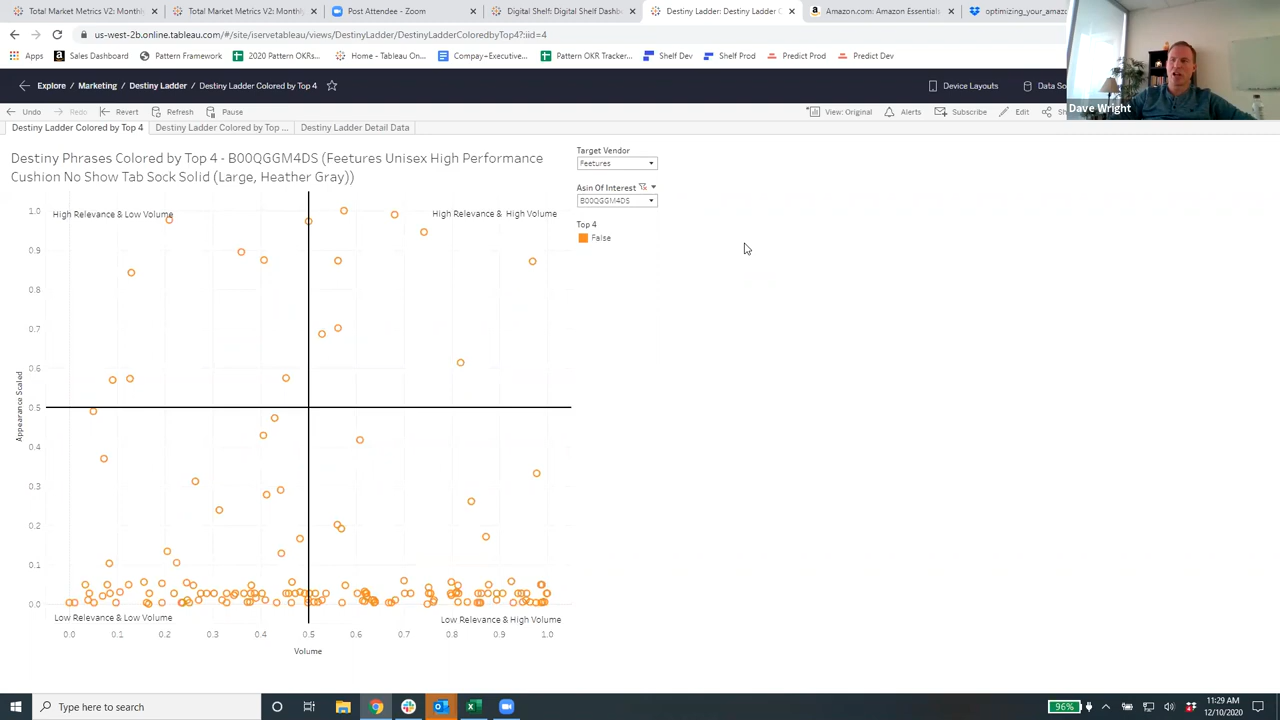 Total Market Metrics V2: Monthly
Total Market Metrics V2: Monthly
Post Attendee - Zoom
Digital Shelf: Digital Shelf Dashb
Destiny Ladder: Destiny Ladder C
Amazon.com: Amazon Essentials
optimizing_your_amaz
us-west-2b.online.tableau.com/#/site/iservetableau/views/DestinyLadder/DestinyLadderColoredbyTop4?:iid=4
Apps
Sales Dashboard
Pattern Framework
2020 Pattern OKRs...
Home - Tableau On...
Compay+Executive...
Pattern OKR Tracker...
Shelf Dev
Shelf Prod
Predict Prod
Predict Dev
Explore / Marketing / Destiny Ladder / Destiny Ladder Colored by Top 4
Device Layouts
Data So
Dave Wright
Undo
Redo
Revert
Refresh
Pause
View: Original
Alerts
Subscribe
Edit
Sh
Destiny Ladder Colored by Top 4
Destiny Ladder Colored by Top ...
Destiny Ladder Detail Data
Destiny Phrases Colored by Top 4 - B00QGGM4DS (Feetures Unisex High Performance
Cushion No Show Tab Sock Solid (Large, Heather Gray))
Target Vendor
Feetures
Asin Of Interest
B00QGGM4DS
Top 4
False
High Relevance & Low Volume
High Relevance & High Volume
1.0
0.9
0.8
0.7
0.6
0.5
0.4
0.3
0.2
0.1
0.0
Appearance Scaled
Low Relevance & Low Volume
Low Relevance & High Volume
0.0 0.1 0.2 0.3 0.4 0.5 0.6 0.7 0.8 0.9 1.0
Volume
Type here to search
96%
11:29 AM
12/10/2020